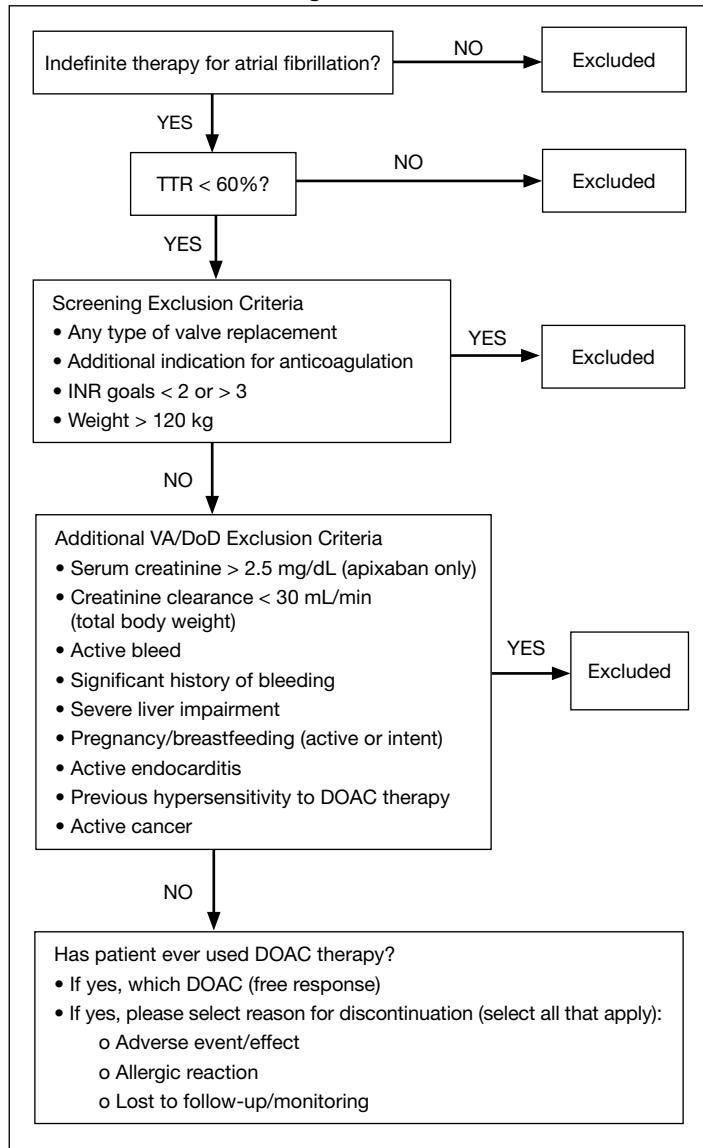 Indefinite therapy for atrial fibrillation?
NO
Excluded
YES
TTR < 60%?
NO
Excluded
YES
Screening Exclusion Criteria
• Any type of valve replacement
• Additional indication for anticoagulation
• INR goals < 2 or > 3
• Weight > 120 kg
YES
Excluded
NO
Additional VA/DoD Exclusion Criteria
• Serum creatinine > 2.5 mg/dL (apixaban only)
• Creatinine clearance < 30 mL/min
(total body weight)
• Active bleed
• Significant history of bleeding
• Severe liver impairment
• Pregnancy/breastfeeding (active or intent)
• Active endocarditis
• Previous hypersensitivity to DOAC therapy
• Active cancer
YES
Excluded
NO
Has patient ever used DOAC therapy?
• If yes, which DOAC (free response)
• If yes, please select reason for discontinuation (select all that apply):
o Adverse event/effect
o Allergic reaction
o Lost to follow-up/monitoring